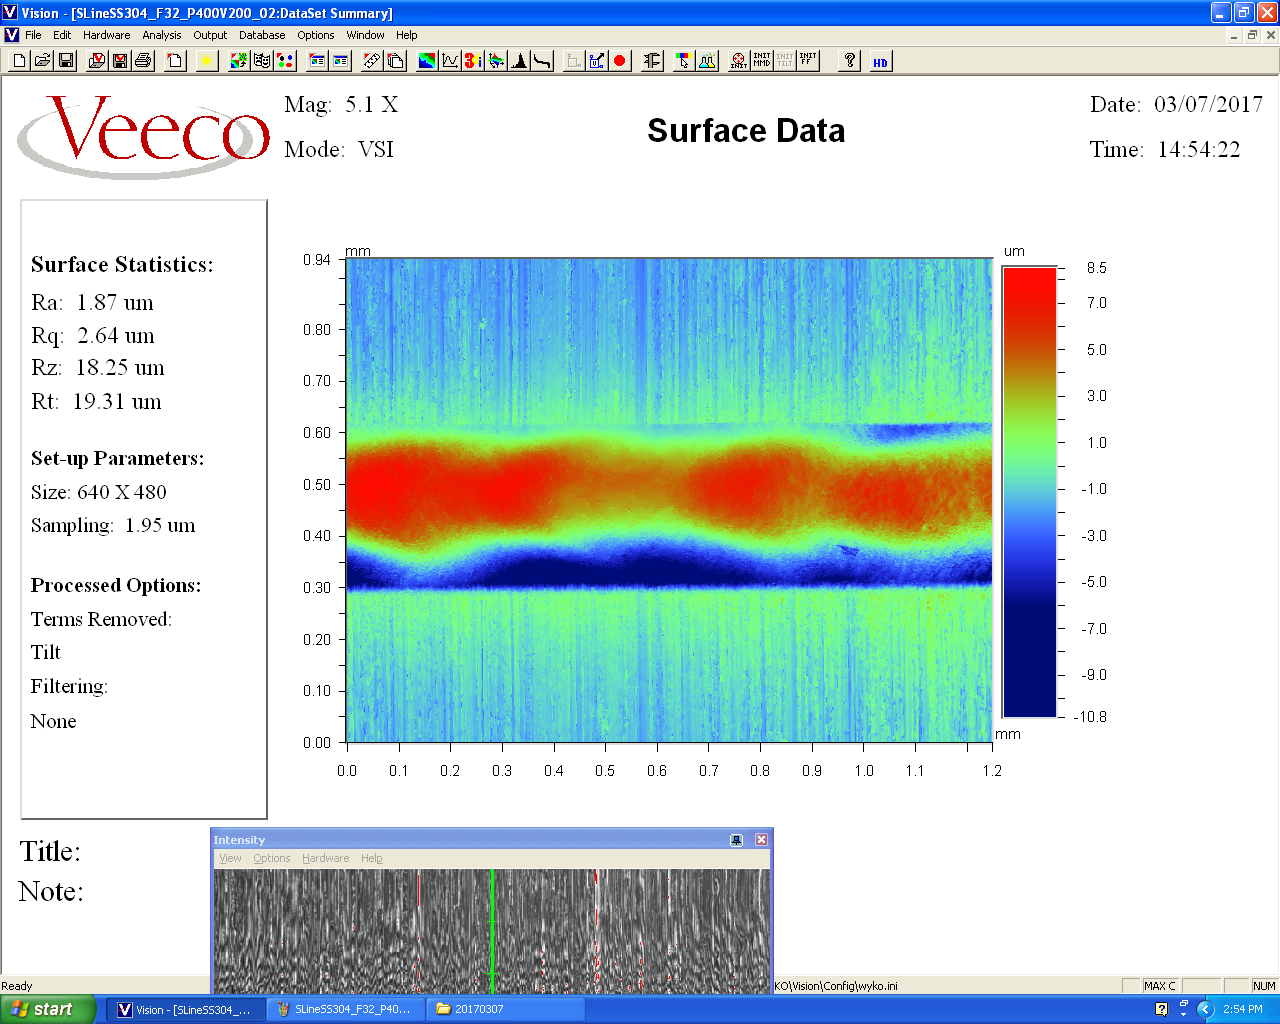 Vision - [SLineSS304_F32_P400V200_02:DataSet Summary]
File Edit Hardware Analysis Output Database Options Window Help
INIT INIT MMD INIT TILT INIT FF ? HD
Veeco
Mag: 5.1 X
Mode: VSI
Surface Data
Date: 03/07/2017
Time: 14:54:22
Surface Statistics:
Ra: 1.87 um
Rq: 2.64 um
Rz: 18.25 um
Rt: 19.31 um
Set-up Parameters:
Size: 640 X 480
Sampling: 1.95 um
Processed Options:
Terms Removed:
Tilt
Filtering:
None
mm
0.94
0.80
0.70
0.60
0.50
0.40
0.30
0.20
0.10
0.00
0.0 0.1 0.2 0.3 0.4 0.5 0.6 0.7 0.8 0.9 1.0 1.1 1.2
mm
um
8.5
7.0
5.0
3.0
1.0
-1.0
-3.0
-5.0
-7.0
-9.0
-10.8
Title:
Note:
Intensity
View Options Hardware Help
Ready
KO\Vision\Config\wyko.ini
MAX C
NUM
start
Vision - [SLineSS304_...
SLineSS304_F32_P40...
20170307
2:54 PM